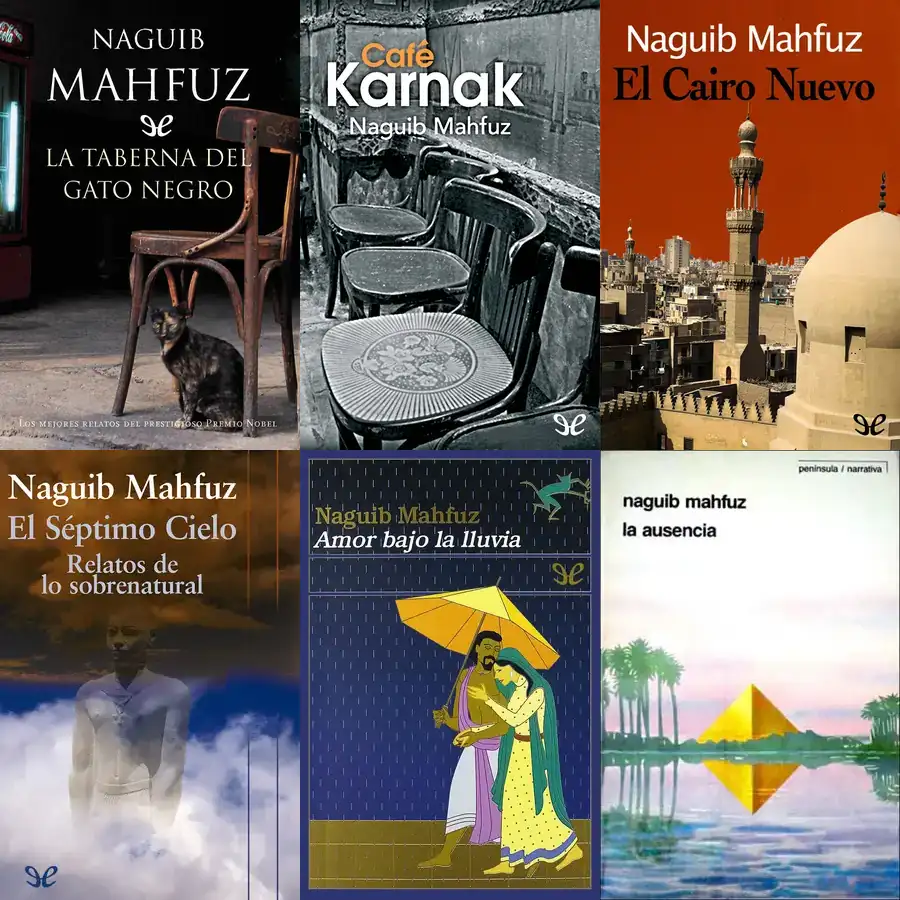 Cola
NAGUIB
MAHFUZ
LA TABERNA DEL
GATO NEGRO
LOS MEJORES RELATOS DEL PRESTIGIOSO PREMIO NOBEL
Café
Karnak
Naguib Mahfuz
Naguib Mahfuz
El Cairo Nuevo
Naguib Mahfuz
El Séptimo Cielo
Relatos de
lo sobrenatural
Naguib Mahfuz
Amor bajo la lluvia
península / narrativa
naguib mahfuz
la ausencia